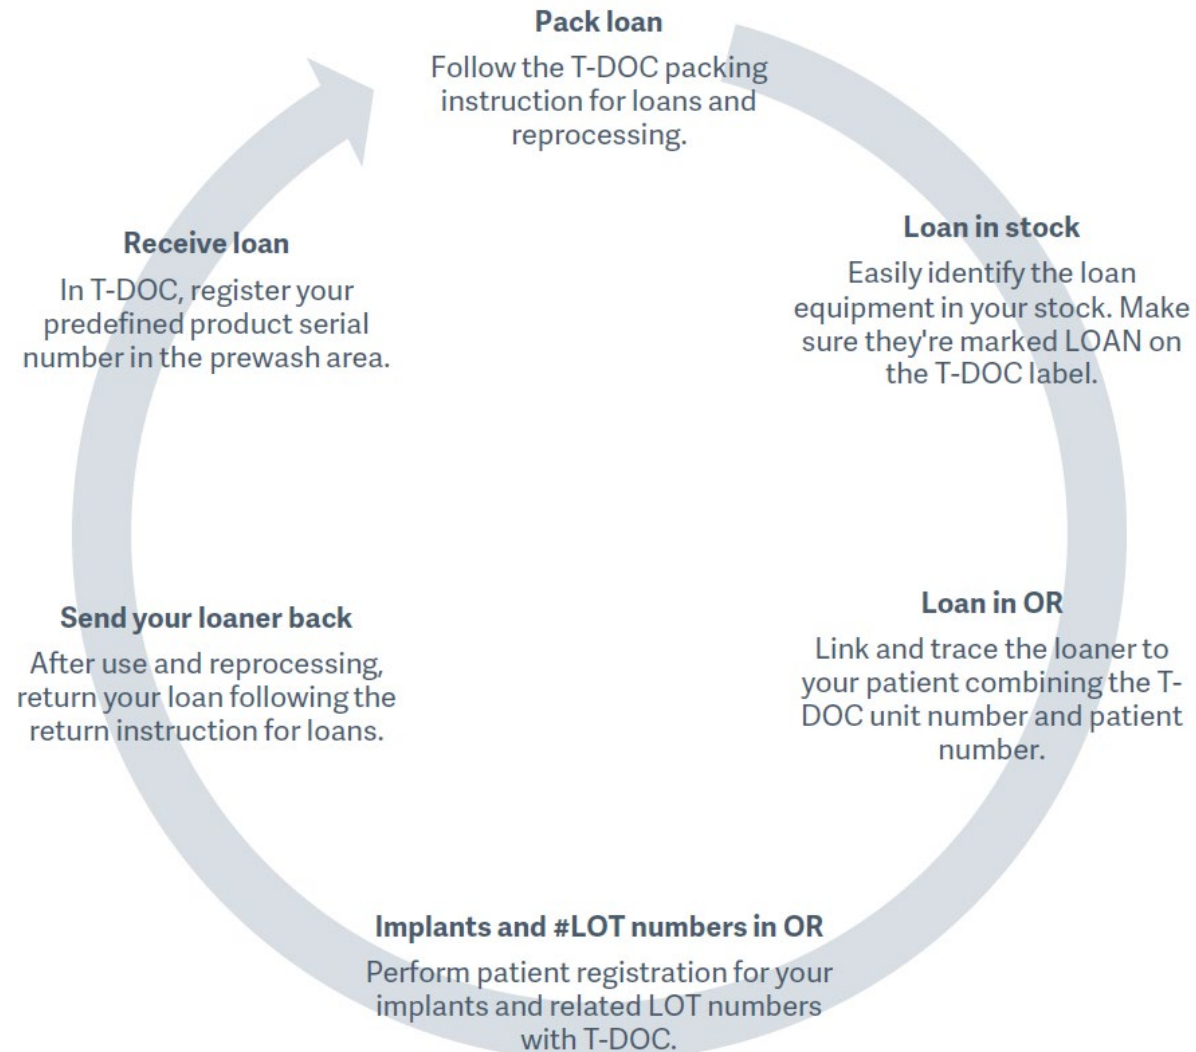 Pack loan
Follow the T-DOC packing
instruction for loans and
reprocessing.
Loan in stock
Easily identify the loan
equipment in your stock. Make
sure they're marked LOAN on
the T-DOC label.
Loan in OR
Link and trace the loaner to
your patient combining the T-
DOC unit number and patient
number.
Implants and #LOT numbers in OR
Perform patient registration for your
implants and related LOT numbers
with T-DOC.
Send your loaner back
After use and reprocessing,
return your loan following the
return instruction for loans.
Receive loan
In T-DOC, register your
predefined product serial
number in the prewash area.